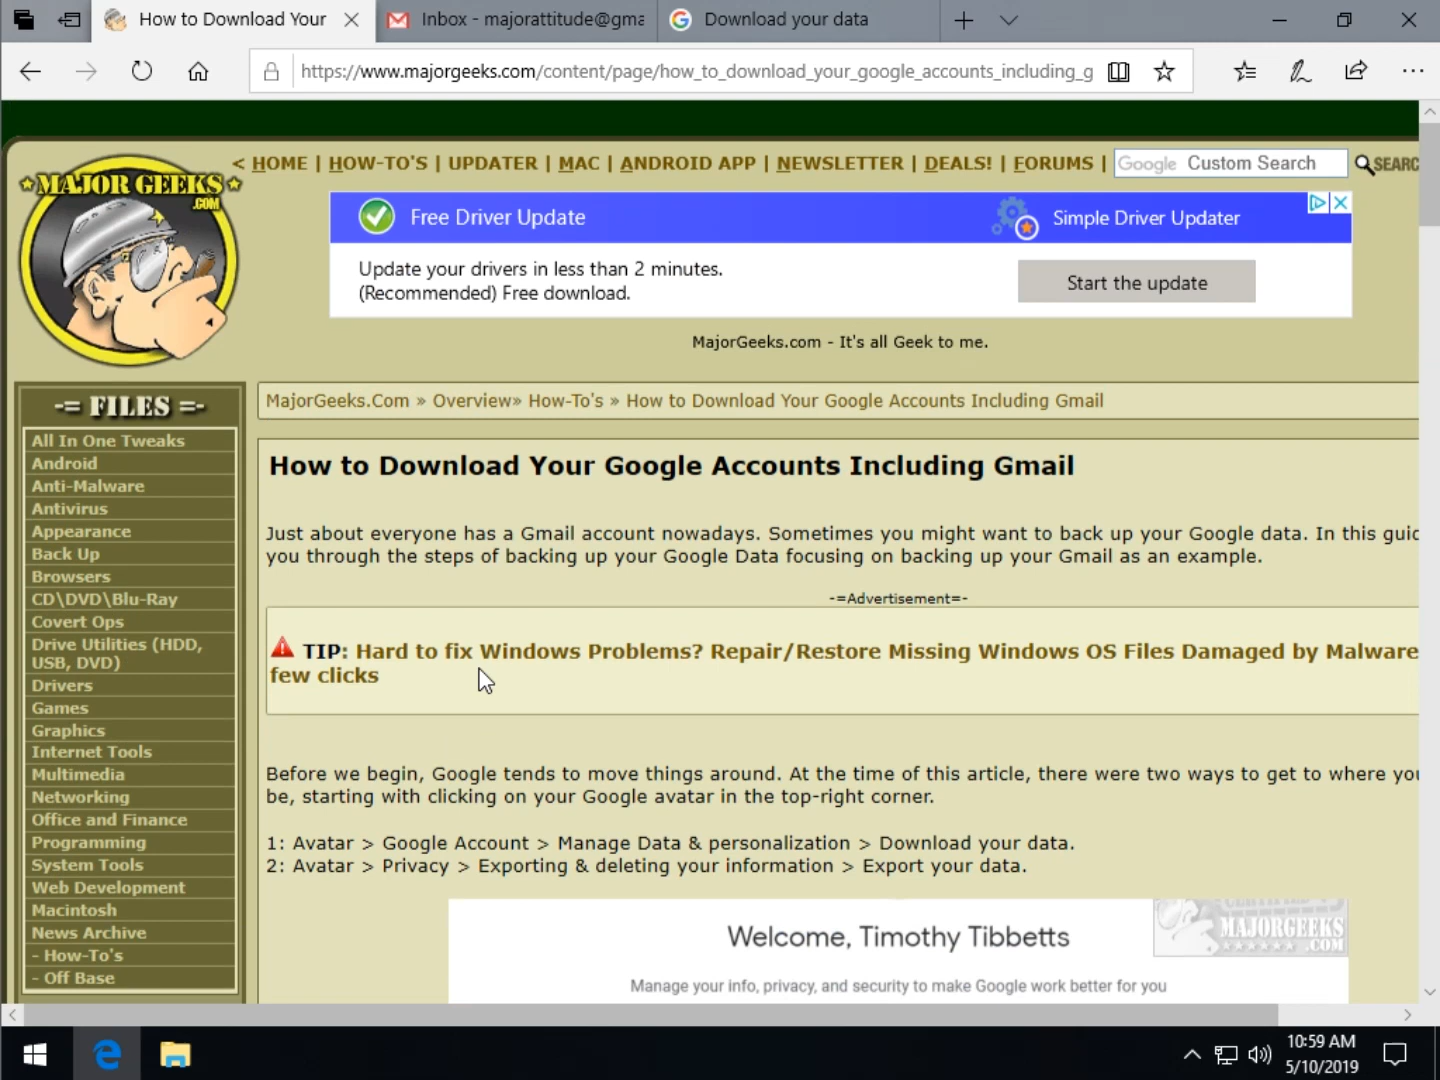 How to Download Your
Inbox - majorattitude@gma
Download your data
https://www.majorgeeks.com/content/page/how_to_download_your_google_accounts_including_g
MAJOR GEEKS
.COM
< HOME | HOW-TO'S | UPDATER | MAC | ANDROID APP | NEWSLETTER | DEALS! | FORUMS |
Google Custom Search
SEARC
Free Driver Update
Simple Driver Updater
Update your drivers in less than 2 minutes.
(Recommended) Free download.
Start the update
MajorGeeks.com - It's all Geek to me.
-= FILES =-
All In One Tweaks
Android
Anti-Malware
Antivirus
Appearance
Back Up
Browsers
CD\DVD\Blu-Ray
Covert Ops
Drive Utilities (HDD,
USB, DVD)
Drivers
Games
Graphics
Internet Tools
Multimedia
Networking
Office and Finance
Programming
System Tools
Web Development
Macintosh
News Archive
- How-To's
- Off Base
MajorGeeks.Com » Overview» How-To's » How to Download Your Google Accounts Including Gmail
How to Download Your Google Accounts Including Gmail
Just about everyone has a Gmail account nowadays. Sometimes you might want to back up your Google data. In this guid
you through the steps of backing up your Google Data focusing on backing up your Gmail as an example.
-=Advertisement=-
TIP: Hard to fix Windows Problems? Repair/Restore Missing Windows OS Files Damaged by Malware
few clicks
Before we begin, Google tends to move things around. At the time of this article, there were two ways to get to where you
be, starting with clicking on your Google avatar in the top-right corner.
1: Avatar > Google Account > Manage Data & personalization > Download your data.
2: Avatar > Privacy > Exporting & deleting your information > Export your data.
MAJORGEEKS
.COM
Welcome, Timothy Tibbetts
Manage your info, privacy, and security to make Google work better for you
10:59 AM
5/10/2019